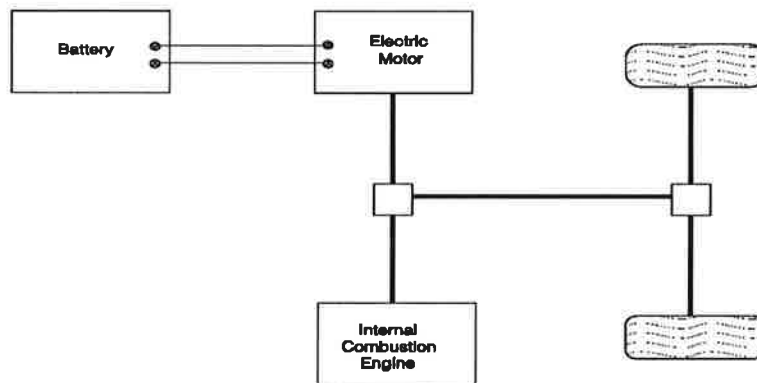 Battery
Electric
Motor
Internal
Combustion
Engine